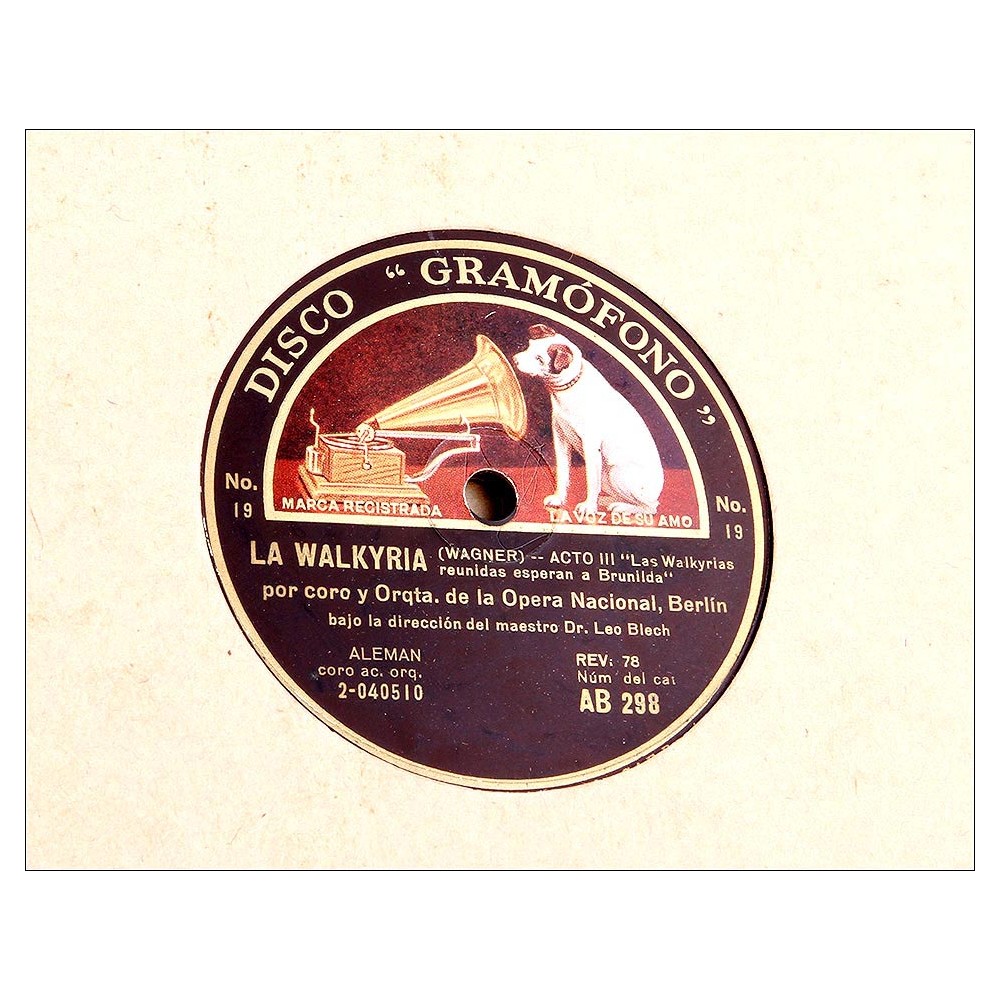 DISCO “ GRAMÓFONO ”
MARCA REGISTRADA
LA VOZ DE SU AMO
No.
19
No.
19
LA WALKYRIA (WAGNER) -- ACTO III "Las Walkyrias
reunidas esperan a Brunilda"
por coro y Orqta. de la Opera Nacional, Berlín
bajo la dirección del maestro Dr. Leo Blech
ALEMAN
coro ac. orq.
2-040510
REV: 78
Núm del cat
AB 298